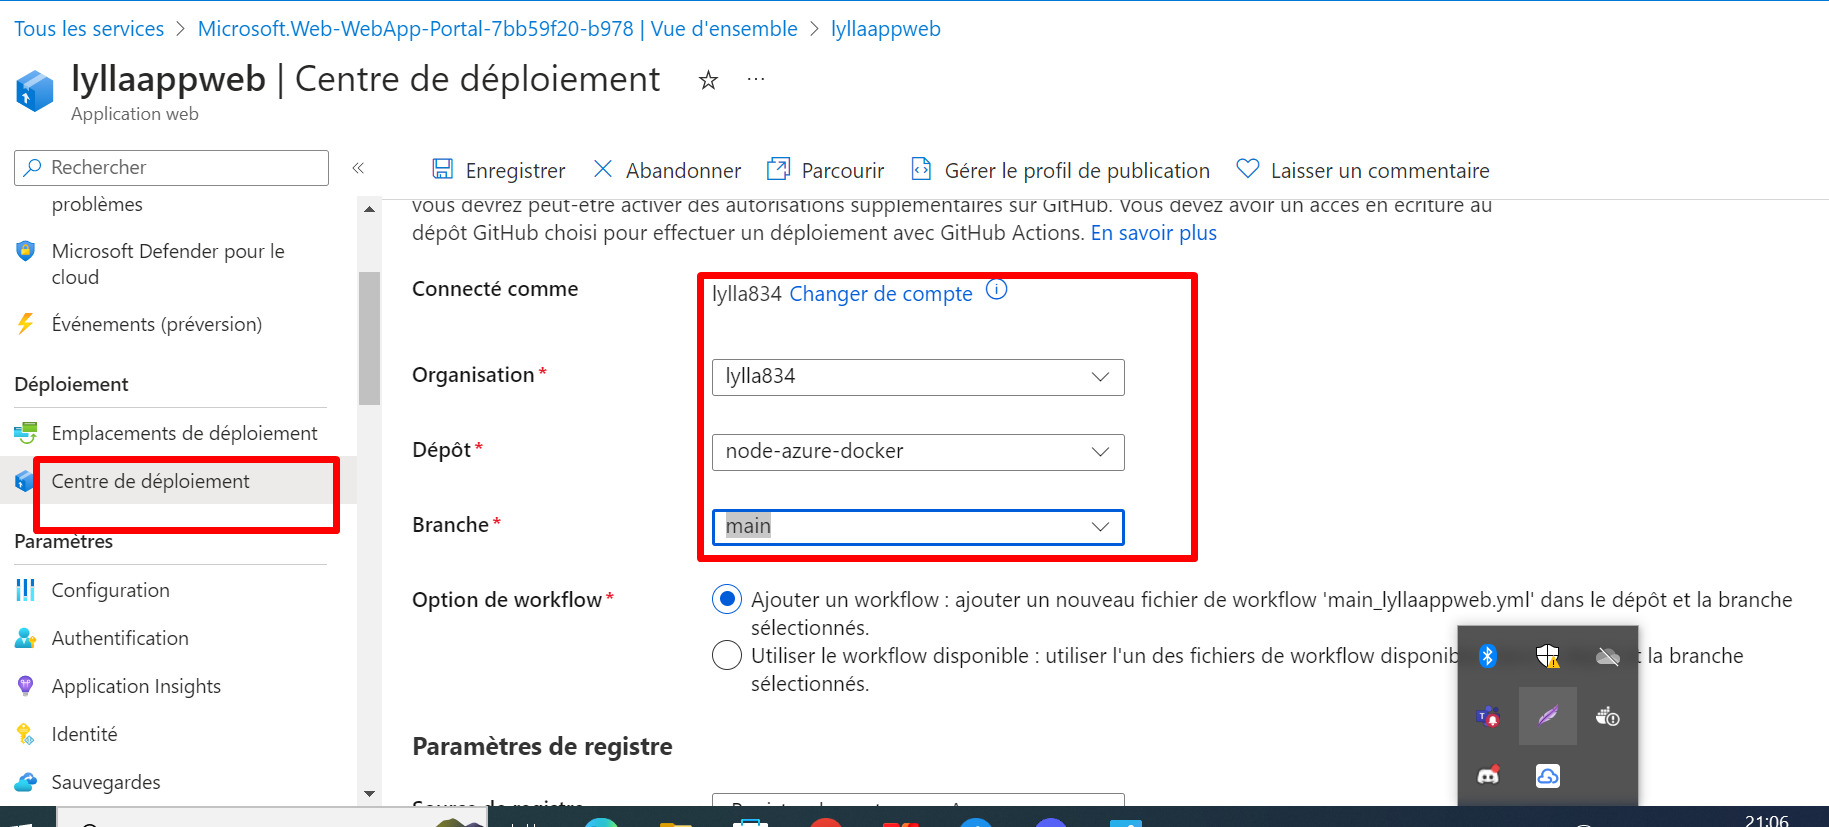 Tous les services > Microsoft.Web-WebApp-Portal-7bb59f20-b978 | Vue d'ensemble > lyllaappweb
lyllaappweb | Centre de déploiement
Application web
Rechercher
Enregistrer Abandonner Parcourir Gérer le profil de publication Laisser un commentaire
problèmes
Microsoft Defender pour le
cloud
Événements (préversion)
Déploiement
Emplacements de déploiement
Centre de déploiement
Paramètres
Configuration
Authentification
Application Insights
Identité
Sauvegardes
vous devrez peut-être activer des autorisations supplémentaires sur GitHub. Vous devez avoir un accès en écriture au
dépôt GitHub choisi pour effectuer un déploiement avec GitHub Actions. En savoir plus
Connecté comme
lylla834 Changer de compte
Organisation *
lylla834
Dépôt *
node-azure-docker
Branche *
main
Option de workflow *
Ajouter un workflow : ajouter un nouveau fichier de workflow 'main_lyllaappweb.yml' dans le dépôt et la branche
sélectionnés.
Utiliser le workflow disponible : utiliser l'un des fichiers de workflow t la branche
sélectionnés.
Paramètres de registre
Source de registre
21:06